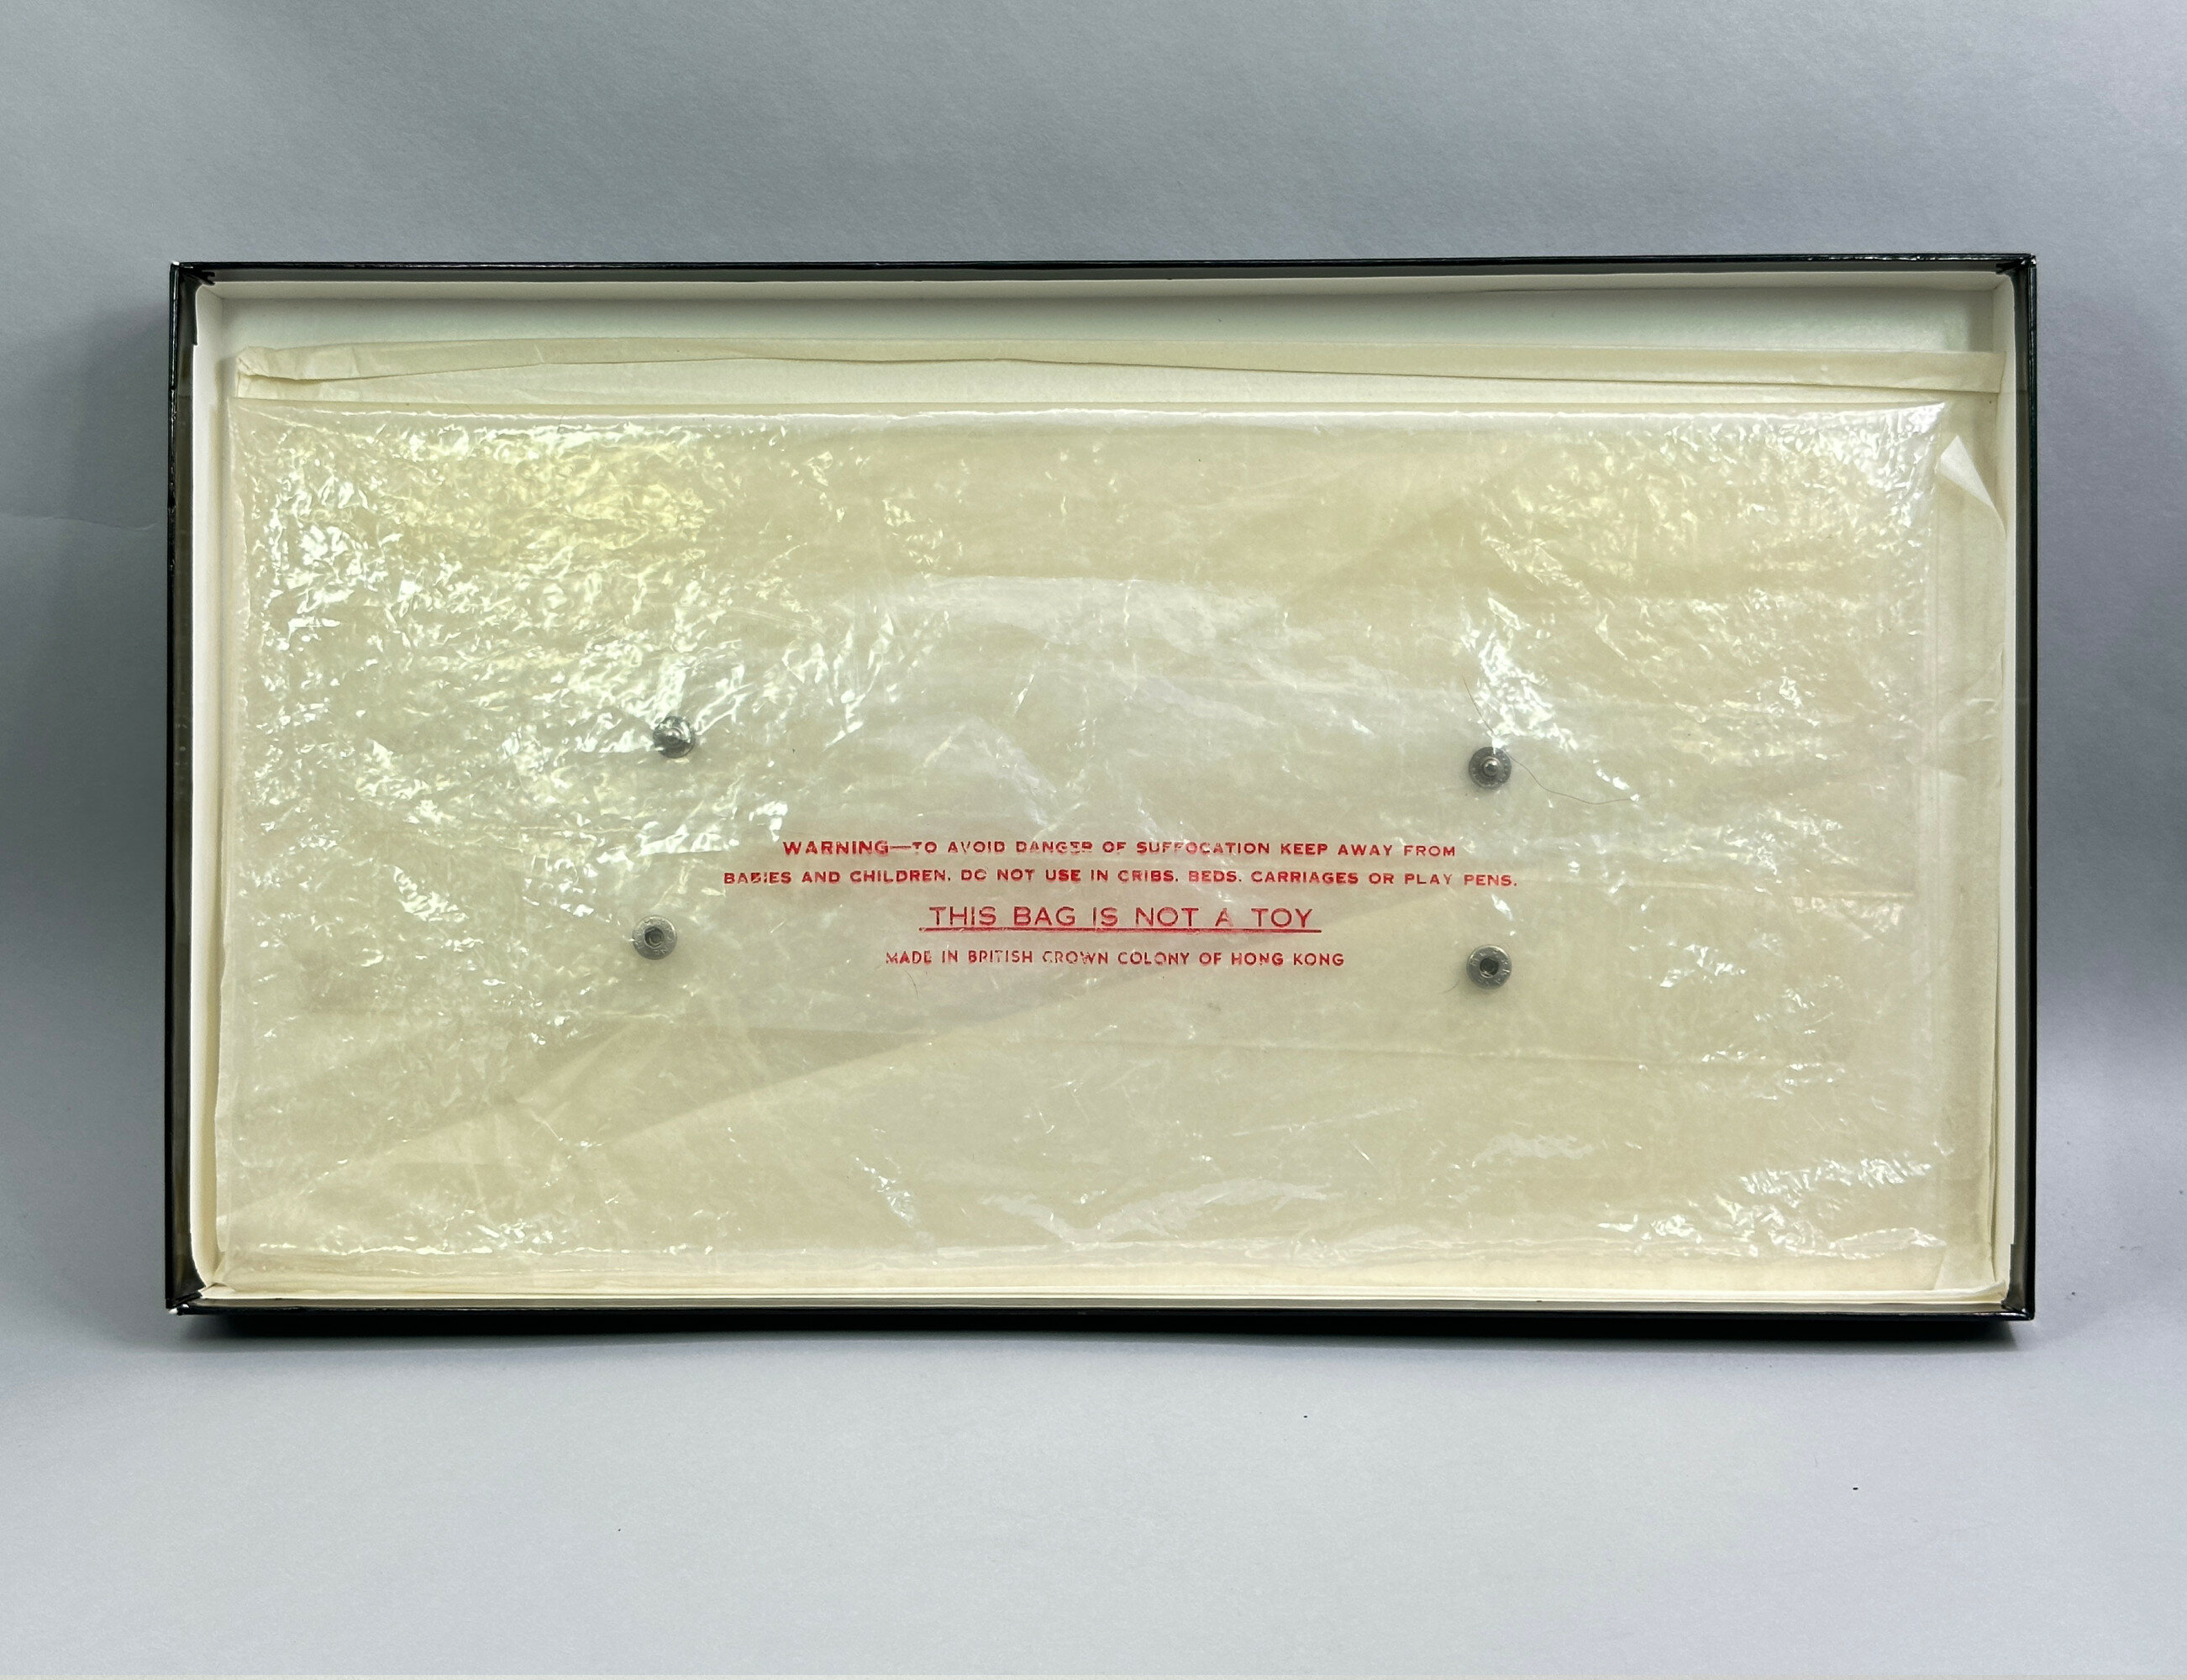 WARNING—TO AVOID DANGER OF SUFFOCATION KEEP AWAY FROM
BABIES AND CHILDREN. DO NOT USE IN CRIBS. BEDS. CARRIAGES OR PLAY PENS.
THIS BAG IS NOT A TOY
MADE IN BRITISH CROWN COLONY OF HONG KONG